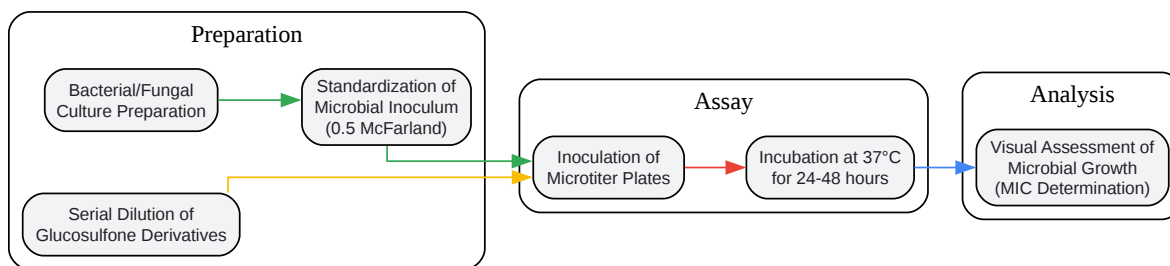 Preparation
Bacterial/Fungal
Culture Preparation
Standardization of
Microbial Inoculum
(0.5 McFarland)
Serial Dilution of
Glucosulfone Derivatives
Assay
Inoculation of
Microtiter Plates
Incubation at 37°C
for 24-48 hours
Analysis
Visual Assessment of
Microbial Growth
(MIC Determination)